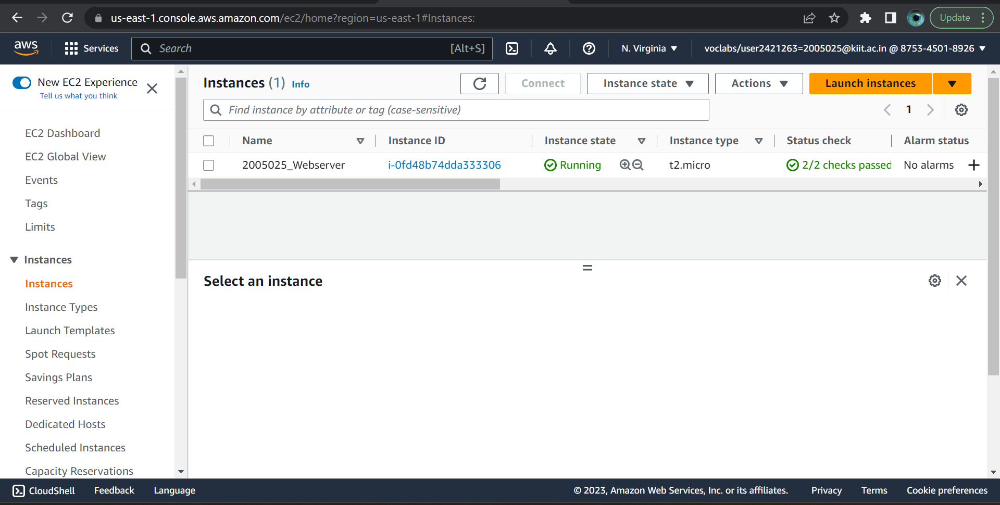 us-east-1.console.aws.amazon.com/ec2/home?region=us-east-1#Instances:
Update
aws
Services
Search
[Alt+S]
N. Virginia
voclabs/user2421263=2005025@kiit.ac.in @ 8753-4501-8926
New EC2 Experience
Tell us what you think
EC2 Dashboard
EC2 Global View
Events
Tags
Limits
Instances
Instances
Instance Types
Launch Templates
Spot Requests
Savings Plans
Reserved Instances
Dedicated Hosts
Scheduled Instances
Capacity Reservations
Instances (1) Info
Connect
Instance state
Actions
Launch instances
Find instance by attribute or tag (case-sensitive)
1
Name Instance ID Instance state Instance type Status check Alarm status
2005025_Webserver i-0fd48b74dda333306 Running t2.micro 2/2 checks passed No alarms
Select an instance
CloudShell Feedback Language © 2023, Amazon Web Services, Inc. or its affiliates. Privacy Terms Cookie preferences